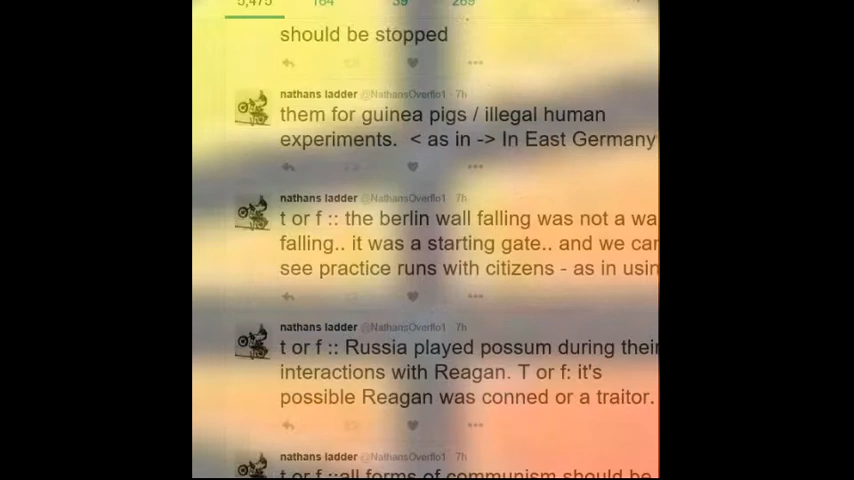 5,475 164 39 269
should be stopped
nathans ladder @NathansOverflo1 · 7h
them for guinea pigs / illegal human
experiments. < as in -> In East Germany
nathans ladder @NathansOverflo1 · 7h
t or f :: the berlin wall falling was not a wa
falling.. it was a starting gate.. and we can
see practice runs with citizens - as in usin
nathans ladder @NathansOverflo1 · 7h
t or f :: Russia played possum during their
interactions with Reagan. T or f: it's
possible Reagan was conned or a traitor.
nathans ladder @NathansOverflo1 · 7h
t or f ::all forms of communism should be